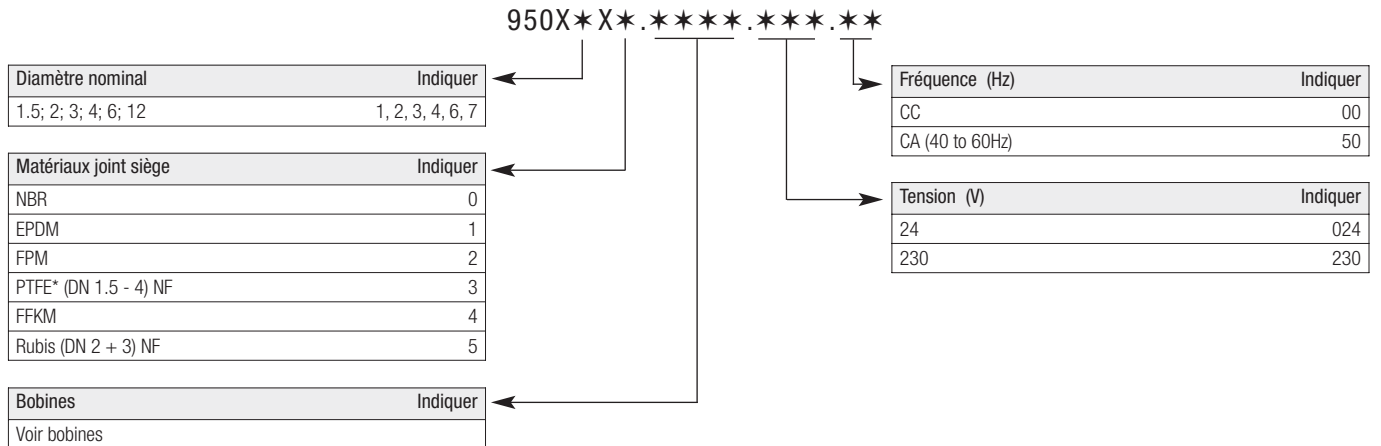 950X✶X✶.✶✶✶✶.✶✶✶.✶✶
Diamètre nominal Indiquer
1.5; 2; 3; 4; 6; 12 1, 2, 3, 4, 6, 7
Matériaux joint siège Indiquer
NBR 0
EPDM 1
FPM 2
PTFE* (DN 1.5 - 4) NF 3
FFKM 4
Rubis (DN 2 + 3) NF 5
Bobines Indiquer
Voir bobines
Fréquence (Hz) Indiquer
CC 00
CA (40 to 60Hz) 50
Tension (V) Indiquer
24 024
230 230